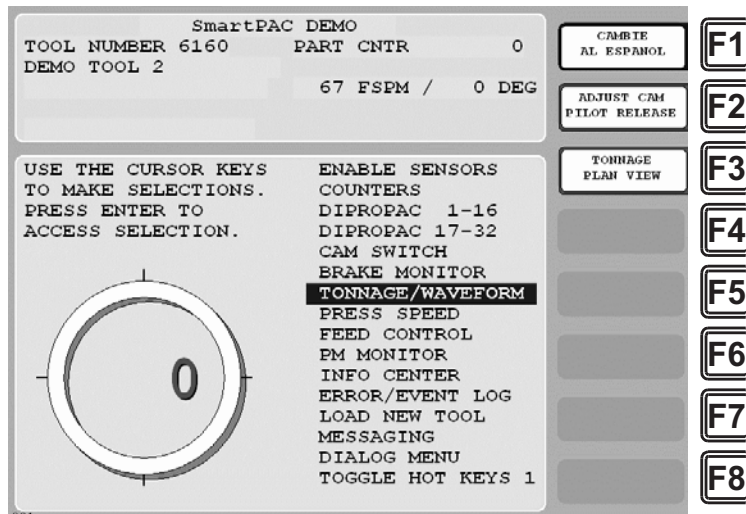 SmartPAC DEMO
TOOL NUMBER 6160 PART CNTR 0
DEMO TOOL 2
67 FSPM / 0 DEG
USE THE CURSOR KEYS
TO MAKE SELECTIONS.
PRESS ENTER TO
ACCESS SELECTION.
0
ENABLE SENSORS
COUNTERS
DIPROPAC 1-16
DIPROPAC 17-32
CAM SWITCH
BRAKE MONITOR
TONNAGE/WAVEFORM
PRESS SPEED
FEED CONTROL
PM MONITOR
INFO CENTER
ERROR/EVENT LOG
LOAD NEW TOOL
MESSAGING
DIALOG MENU
TOGGLE HOT KEYS 1
CAMBIE
AL ESPANOL
F1
ADJUST CAM
PILOT RELEASE
F2
TONNAGE
PLAN VIEW
F3
F4
F5
F6
F7
F8